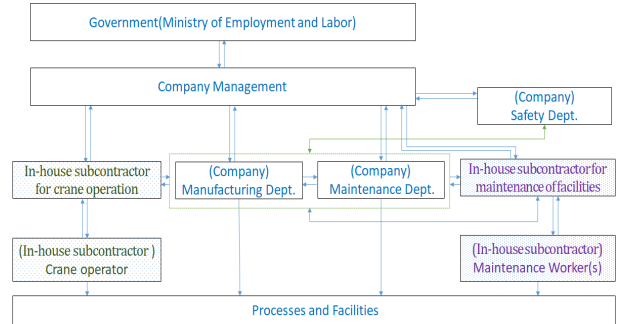 Government(Ministry of Employment and Labor)
Company Management
(Company)
Safety Dept.
In-house subcontractor
for crane operation
(Company)
Manufacturing Dept.
(Company)
Maintenance Dept.
In-house subcontractor for
maintenance of facilities
(In-house subcontractor )
Crane operator
(In-house subcontractor)
Maintenance Worker(s)
Processes and Facilities